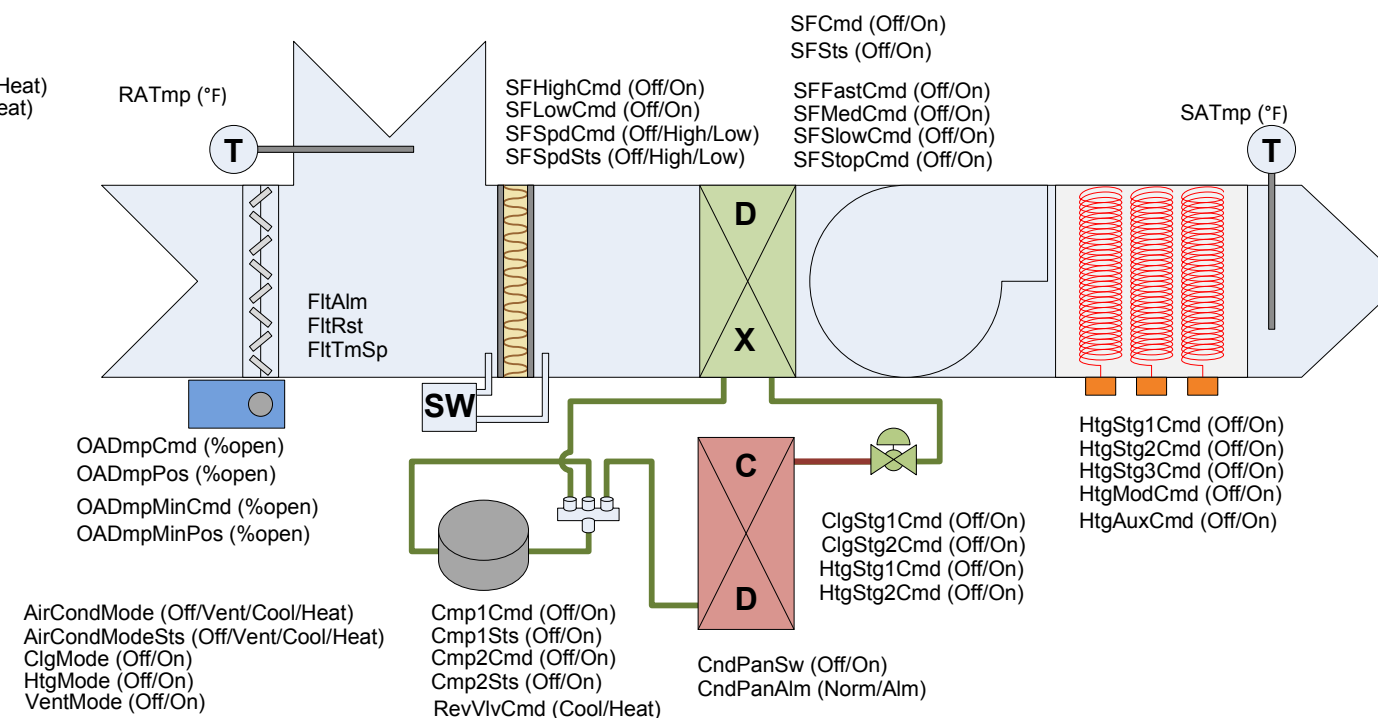 SFCmd (Off/On)
SFSts (Off/On)
Heat)
eat)
RATmp (°F)
SFHighCmd (Off/On)
SFLowCmd (Off/On)
SFSpdCmd (Off/High/Low)
SFSpdSts (Off/High/Low)
SFFastCmd (Off/On)
SFMedCmd (Off/On)
SFSlowCmd (Off/On)
SFStopCmd (Off/On)
SATmp (°F)
T
T
D
X
FltAlm
FltRst
FltTmSp
SW
OADmpCmd (%open)
OADmpPos (%open)
OADmpMinCmd (%open)
OADmpMinPos (%open)
C
D
HtgStg1Cmd (Off/On)
HtgStg2Cmd (Off/On)
HtgStg3Cmd (Off/On)
HtgModCmd (Off/On)
HtgAuxCmd (Off/On)
ClgStg1Cmd (Off/On)
ClgStg2Cmd (Off/On)
HtgStg1Cmd (Off/On)
HtgStg2Cmd (Off/On)
AirCondMode (Off/Vent/Cool/Heat)
AirCondModeSts (Off/Vent/Cool/Heat)
ClgMode (Off/On)
HtgMode (Off/On)
VentMode (Off/On)
Cmp1Cmd (Off/On)
Cmp1Sts (Off/On)
Cmp2Cmd (Off/On)
Cmp2Sts (Off/On)
RevVlvCmd (Cool/Heat)
CndPanSw (Off/On)
CndPanAlm (Norm/Alm)